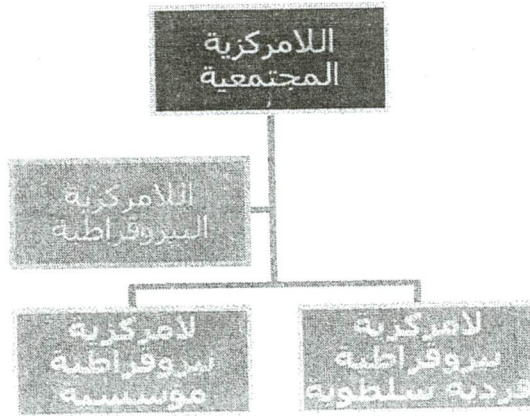 اللامركزية
المجتمعية
اللامركزية
البيروقراطية
لامركزية
بيروقراطية
فردية سلطوية
لامركزية
بيروقراطية
مؤسسية